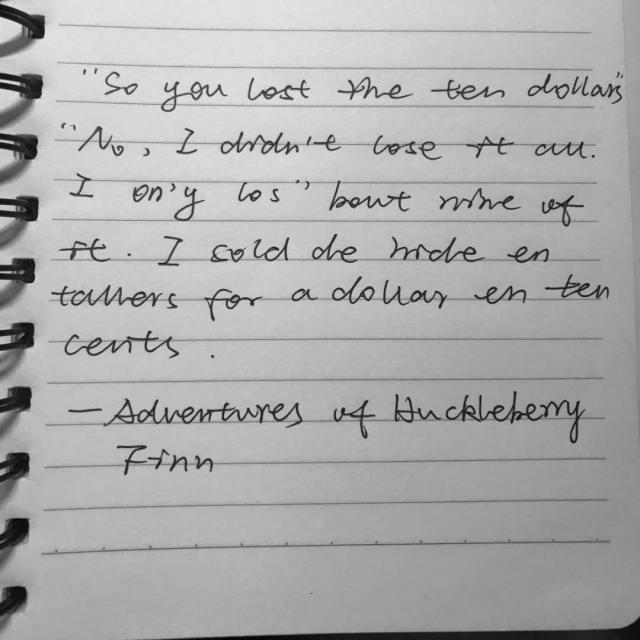 "So you lost the ten dollars"
"No, I didn't lose it all.
I on'y los" bout nine of
it. I sold de hide en
tallers for a dollar en ten
cents.
— Adventures of Huckleberry
Finn